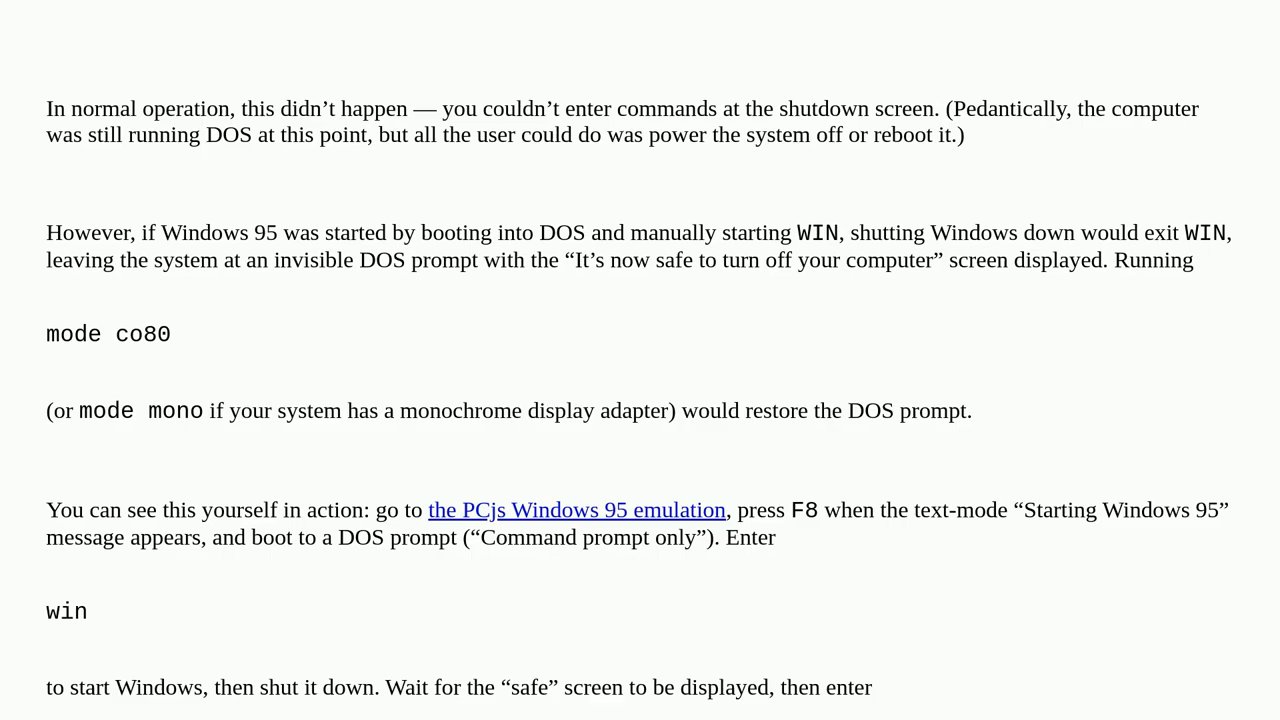 In normal operation, this didn’t happen — you couldn’t enter commands at the shutdown screen. (Pedantically, the computer
was still running DOS at this point, but all the user could do was power the system off or reboot it.)
However, if Windows 95 was started by booting into DOS and manually starting WIN, shutting Windows down would exit WIN,
leaving the system at an invisible DOS prompt with the “It’s now safe to turn off your computer” screen displayed. Running
mode co80
(or mode mono if your system has a monochrome display adapter) would restore the DOS prompt.
You can see this yourself in action: go to the PCjs Windows 95 emulation, press F8 when the text-mode “Starting Windows 95”
message appears, and boot to a DOS prompt (“Command prompt only”). Enter
win
to start Windows, then shut it down. Wait for the “safe” screen to be displayed, then enter